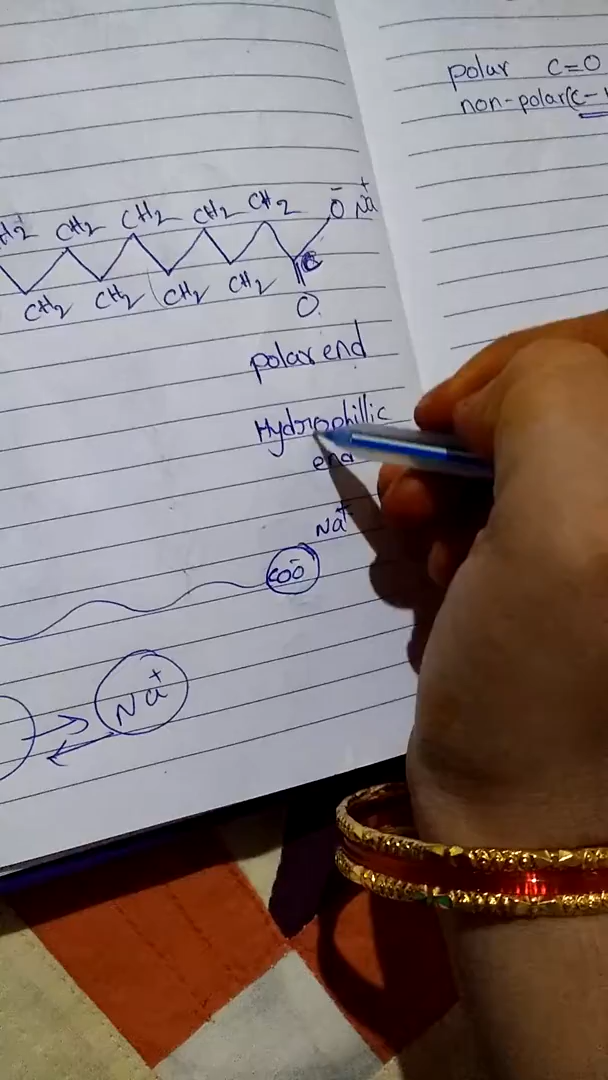 polar C=O
non-polar(C-
CH2 CH2 CH2 CH2 Ō Na+
CH2 CH2 CH2 CH2 C
O
polar end
Hydrophillic
end
Na+
COO-
Na+